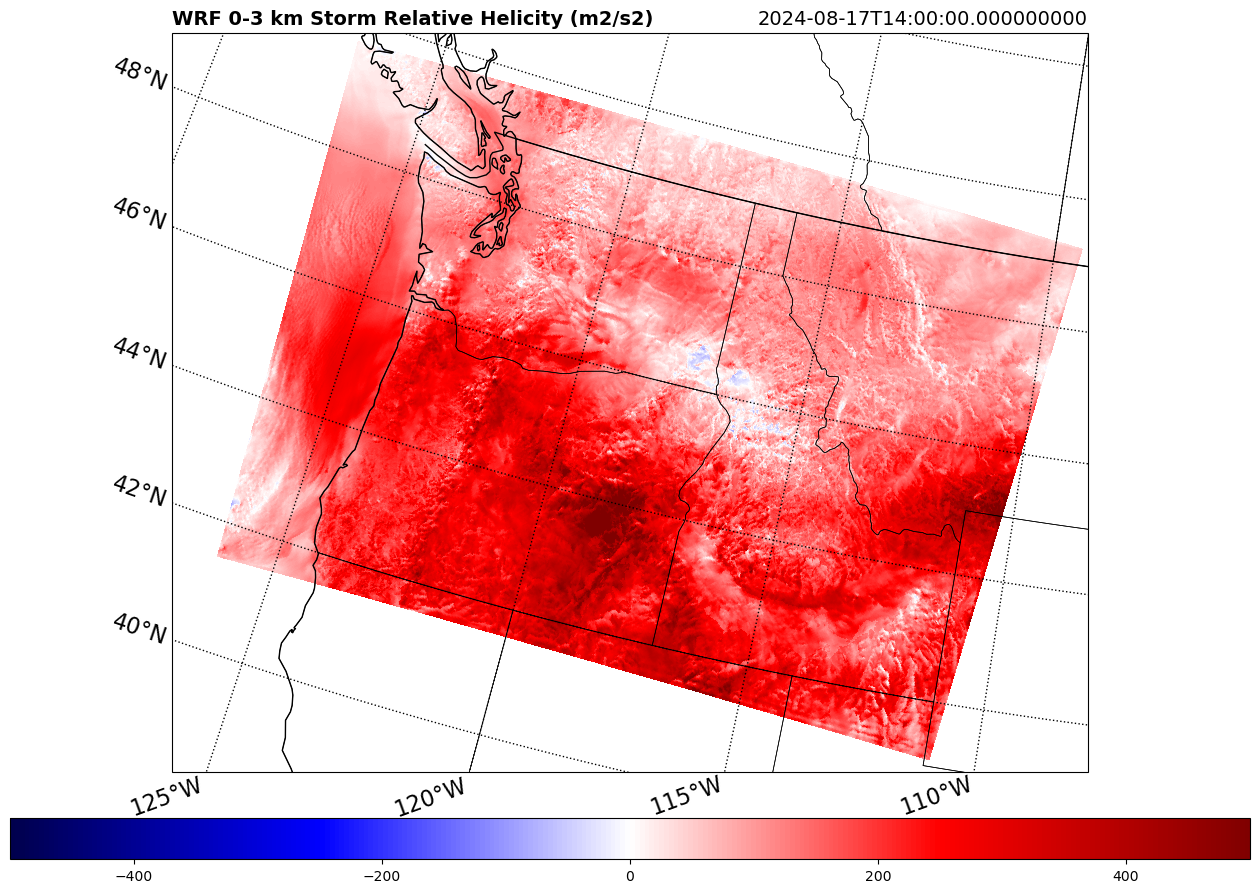 WRF 0-3 km Storm Relative Helicity (m2/s2)
2024-08-17T14:00:00.000000000
48°N
46°N
44°N
42°N
40°N
125°W
120°W
115°W
110°W
−400
−200
0
200
400